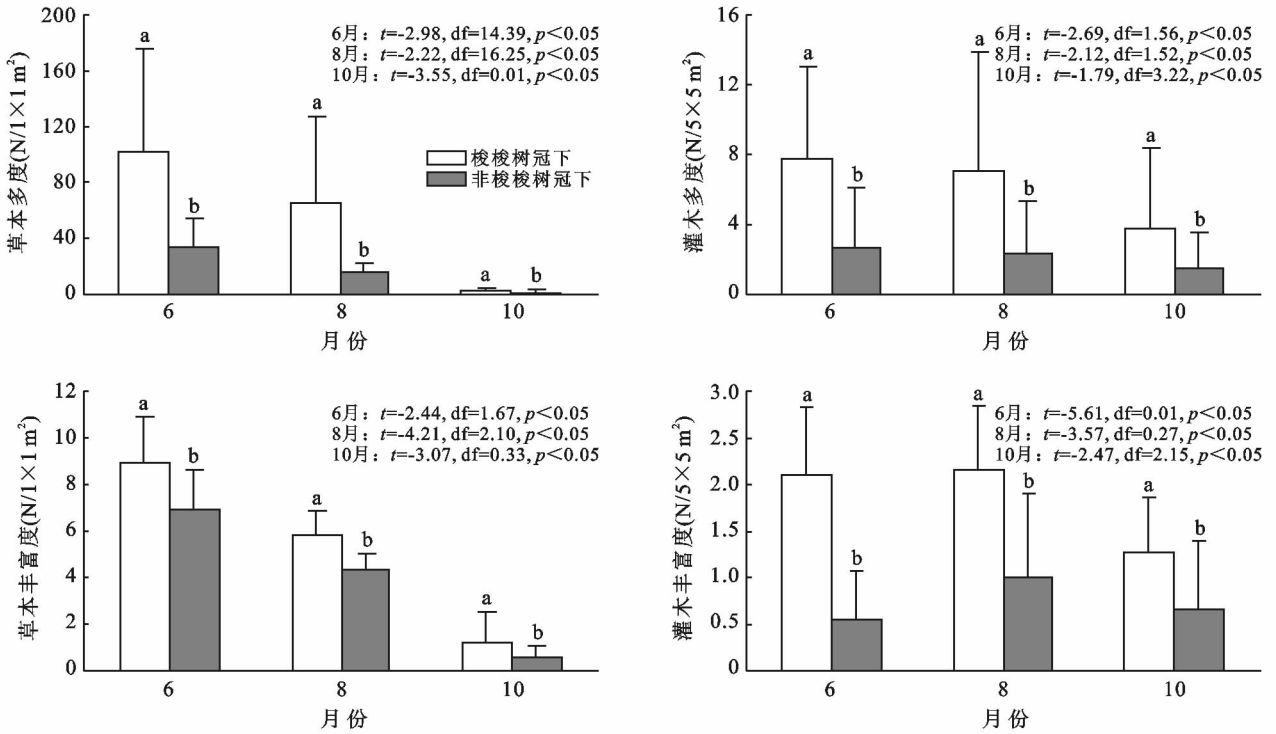 草本多度(N/1×1 m²)
200
160
120
80
40
0
a
b
a
b
a
b
6月：t=-2.98, df=14.39, p＜0.05
8月：t=-2.22, df=16.25, p＜0.05
10月：t=-3.55, df=0.01, p＜0.05
梭梭树冠下
非梭梭树冠下
6
8
10
月份
灌木多度(N/5×5 m²)
16
12
8
4
0
a
b
a
b
a
b
6月：t=-2.69, df=1.56, p＜0.05
8月：t=-2.12, df=1.52, p＜0.05
10月：t=-1.79, df=3.22, p＜0.05
6
8
10
月份
草本丰富度(N/1×1 m²)
12
10
8
6
4
2
0
a
b
a
b
a
b
6月：t=-2.44, df=1.67, p＜0.05
8月：t=-4.21, df=2.10, p＜0.05
10月：t=-3.07, df=0.33, p＜0.05
6
8
10
月份
灌木丰富度(N/5×5 m²)
3.0
2.5
2.0
1.5
1.0
0.5
0
a
b
a
b
a
b
6月：t=-5.61, df=0.01, p＜0.05
8月：t=-3.57, df=0.27, p＜0.05
10月：t=-2.47, df=2.15, p＜0.05
6
8
10
月份